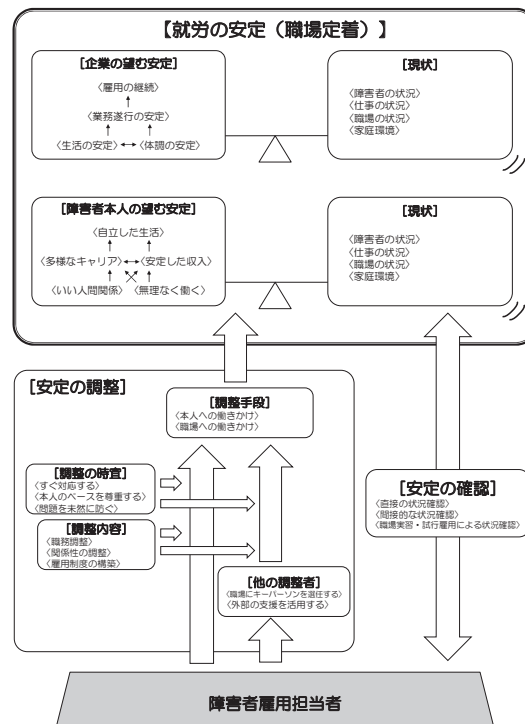 【就労の安定（職場定着）】
[企業の望む安定]
〈雇用の継続〉
〈業務遂行の安定〉
〈生活の安定〉
〈体調の安定〉
[現状]
〈障害者の状況〉
〈仕事の状況〉
〈職場の状況〉
〈家庭環境〉
[障害者本人の望む安定]
〈自立した生活〉
〈多様なキャリア〉
〈安定した収入〉
〈いい人間関係〉
〈無理なく働く〉
[現状]
〈障害者の状況〉
〈仕事の状況〉
〈職場の状況〉
〈家庭環境〉
[安定の調整]
[調整手段]
〈本人への働きかけ〉
〈職場への働きかけ〉
[調整の時宜]
〈すぐ対応する〉
〈本人のペースを尊重する〉
〈問題を未然に防ぐ〉
[調整内容]
〈職務調整〉
〈関係性の調整〉
〈雇用制度の構築〉
[他の調整者]
〈職場にキーパーソンを選任する〉
〈外部の支援を活用する〉
[安定の確認]
〈直接の状況確認〉
〈間接的な状況確認〉
〈職場実習・試行雇用による状況確認〉
障害者雇用担当者